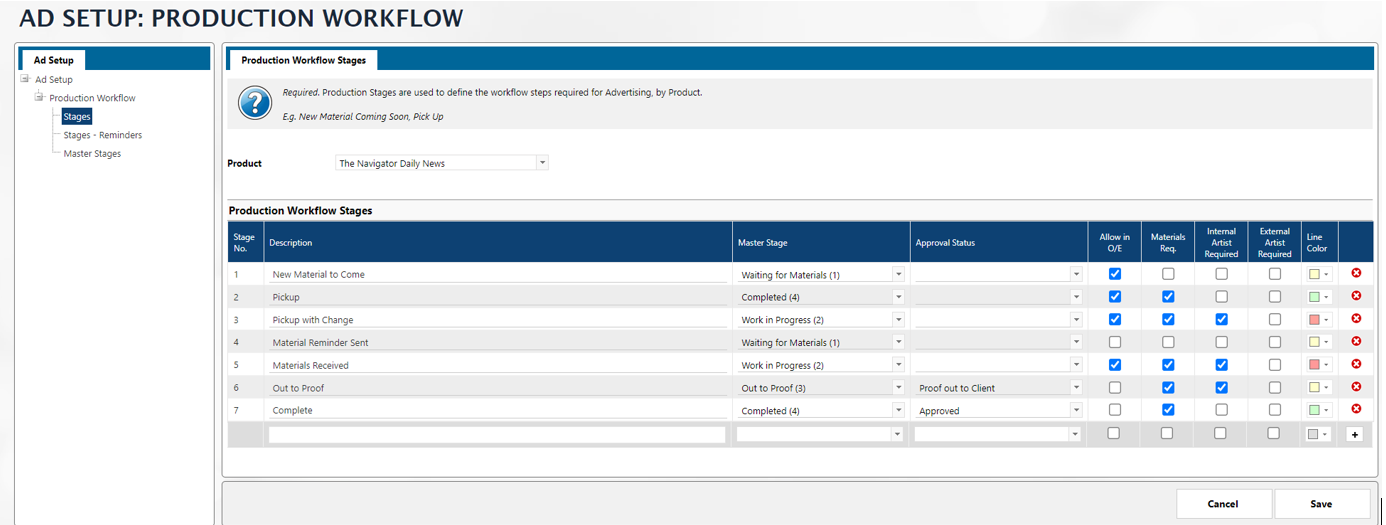 AD SETUP: PRODUCTION WORKFLOW
Ad Setup
Ad Setup
Production Workflow
Stages
Stages - Reminders
Master Stages
Production Workflow Stages
?
Required. Production Stages are used to define the workflow steps required for Advertising, by Product.
E.g. New Material Coming Soon, Pick Up
Product The Navigator Daily News
Production Workflow Stages
Stage No. Description Master Stage Approval Status Allow in O/E Materials Req. Internal Artist Required External Artist Required Line Color
1 New Material to Come Waiting for Materials (1)
2 Pickup Completed (4)
3 Pickup with Change Work in Progress (2)
4 Material Reminder Sent Waiting for Materials (1)
5 Materials Received Work in Progress (2)
6 Out to Proof Out to Proof (3) Proof out to Client
7 Complete Completed (4) Approved
+
Cancel Save